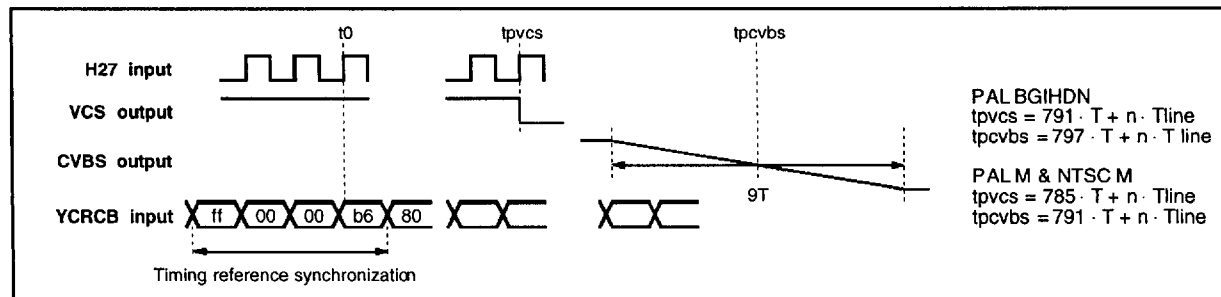 t0 tpvcs tpcvbs
H27 input
VCS output
CVBS output
9T
YCRCB input ff 00 00 b6 80
Timing reference synchronization
PAL BGIHDN
tpvcs = 791 · T + n · Tline
tpcvbs = 797 · T + n · T line
PAL M & NTSC M
tpvcs = 785 · T + n · Tline
tpcvbs = 791 · T + n · Tline